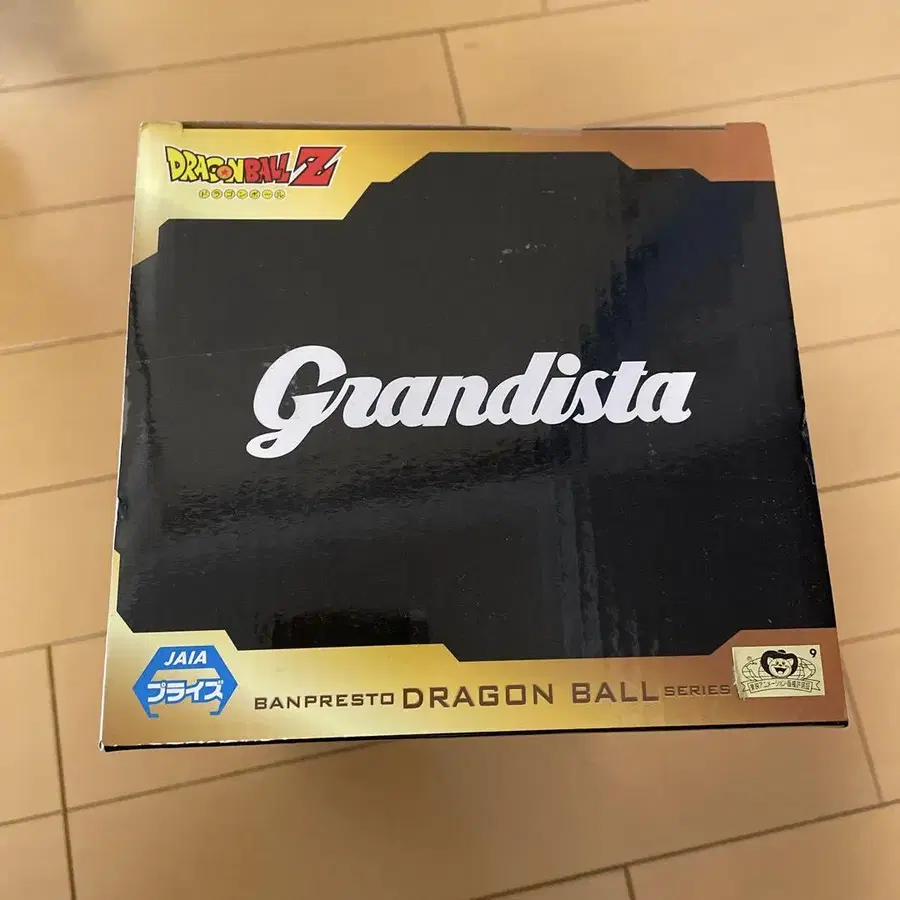 DRAGON BALL Z
ドラゴンボール
Grandista
JAIA
プライズ
BANPRESTO DRAGON BALL SERIES
9